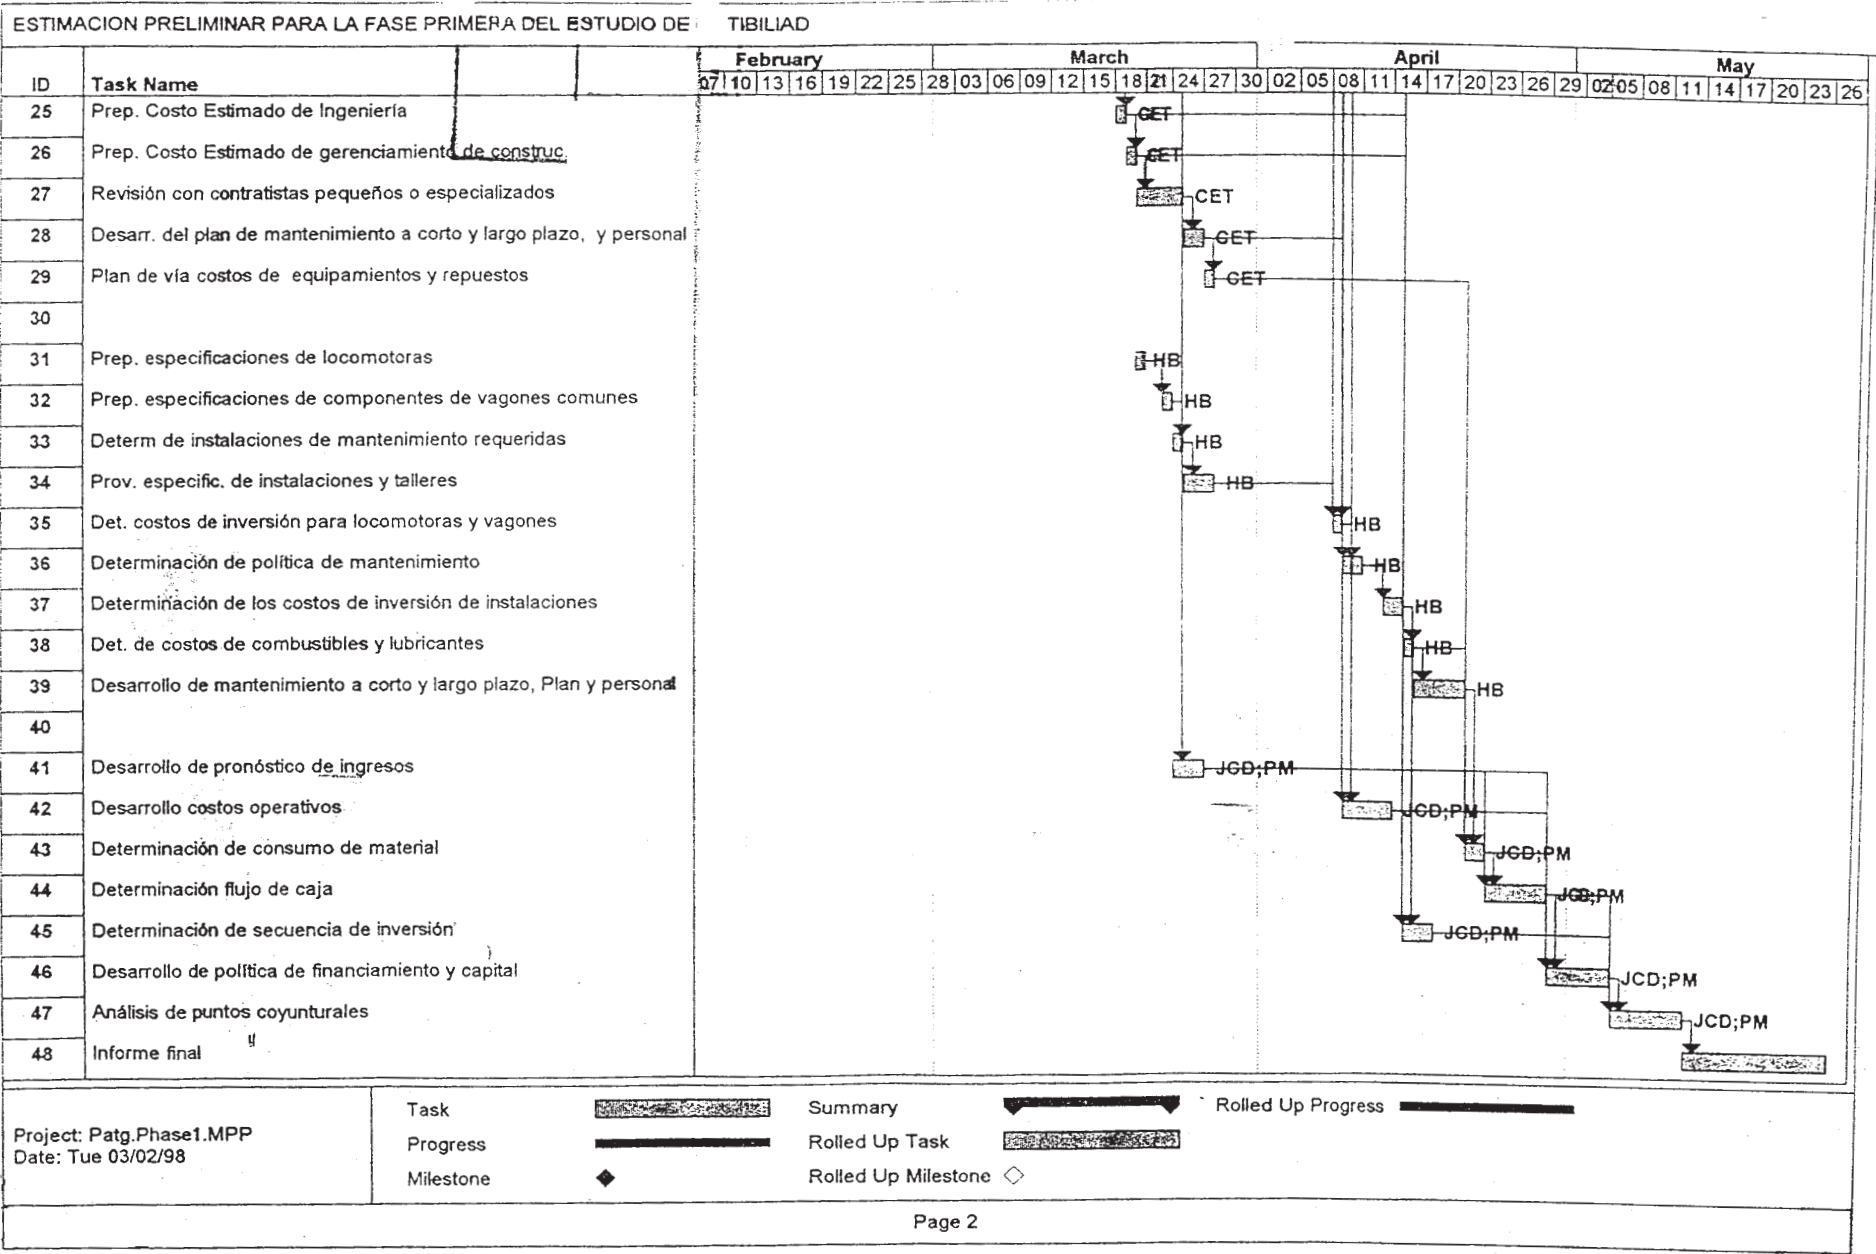 ESTIMACION PRELIMINAR PARA LA FASE PRIMERA DEL ESTUDIO DE TIBILIAD
February March April May
ID Task Name 07 10 13 16 19 22 25 28 03 06 09 12 15 18 21 24 27 30 02 05 08 11 14 17 20 23 26 29 02 05 08 11 14 17 20 23 26
25 Prep. Costo Estimado de Ingeniería CET
26 Prep. Costo Estimado de gerenciamiento de construc. CET
27 Revisión con contratistas pequeños o especializados CET
28 Desarr. del plan de mantenimiento a corto y largo plazo, y personal CET
29 Plan de vía costos de equipamientos y repuestos CET
30
31 Prep. especificaciones de locomotoras HB
32 Prep. especificaciones de componentes de vagones comunes HB
33 Determ de instalaciones de mantenimiento requeridas HB
34 Prov. especific. de instalaciones y talleres HB
35 Det. costos de inversión para locomotoras y vagones HB
36 Determinación de política de mantenimiento HB
37 Determinación de los costos de inversión de instalaciones HB
38 Det. de costos de combustibles y lubricantes HB
39 Desarrollo de mantenimiento a corto y largo plazo, Plan y personal HB
40
41 Desarrollo de pronóstico de ingresos JCD;PM
42 Desarrollo costos operativos JCD;PM
43 Determinación de consumo de material JCD;PM
44 Determinación flujo de caja JCD;PM
45 Determinación de secuencia de inversión JCD;PM
46 Desarrollo de política de financiamiento y capital JCD;PM
47 Análisis de puntos coyunturales JCD;PM
48 Informe final
Project: Patg.Phase1.MPP
Date: Tue 03/02/98
Task Summary Rolled Up Progress
Progress Rolled Up Task
Milestone Rolled Up Milestone
Page 2